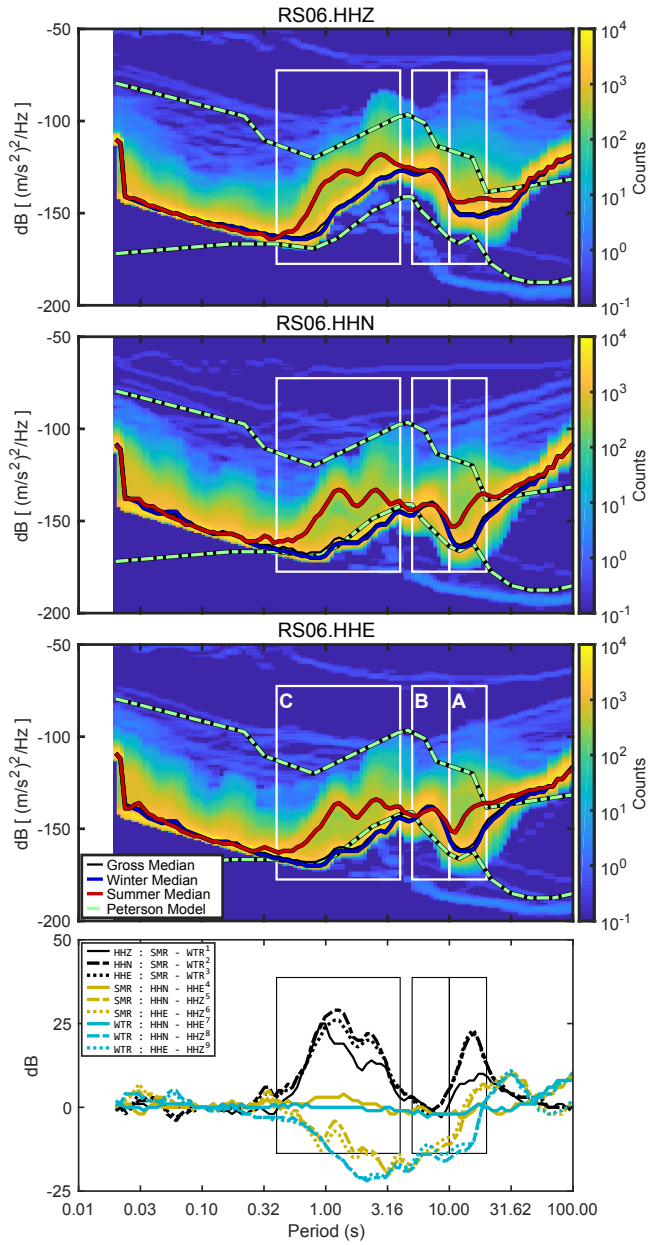 RS06.HHZ
-50
-100
-150
-200
dB [ (m/s²)²/Hz]
10⁴
10³
10²
10¹
10⁰
10⁻¹
Counts
RS06.HHN
-50
-100
-150
-200
dB [ (m/s²)²/Hz]
10⁴
10³
10²
10¹
10⁰
10⁻¹
Counts
RS06.HHE
-50
-100
-150
-200
dB [ (m/s²)²/Hz]
C
B
A
Gross Median
Winter Median
Summer Median
Peterson Model
10⁴
10³
10²
10¹
10⁰
10⁻¹
Counts
50
25
0
-25
dB
HHZ : SMR - WTR¹
HHN : SMR - WTR²
HHE : SMR - WTR³
SMR : HHN - HHE⁴
SMR : HHN - HHZ⁵
SMR : HHE - HHZ⁶
WTR : HHN - HHE⁷
WTR : HHN - HHZ⁸
WTR : HHE - HHZ⁹
0.01 0.03 0.10 0.32 1.00 3.16 10.00 31.62 100.00
Period (s)